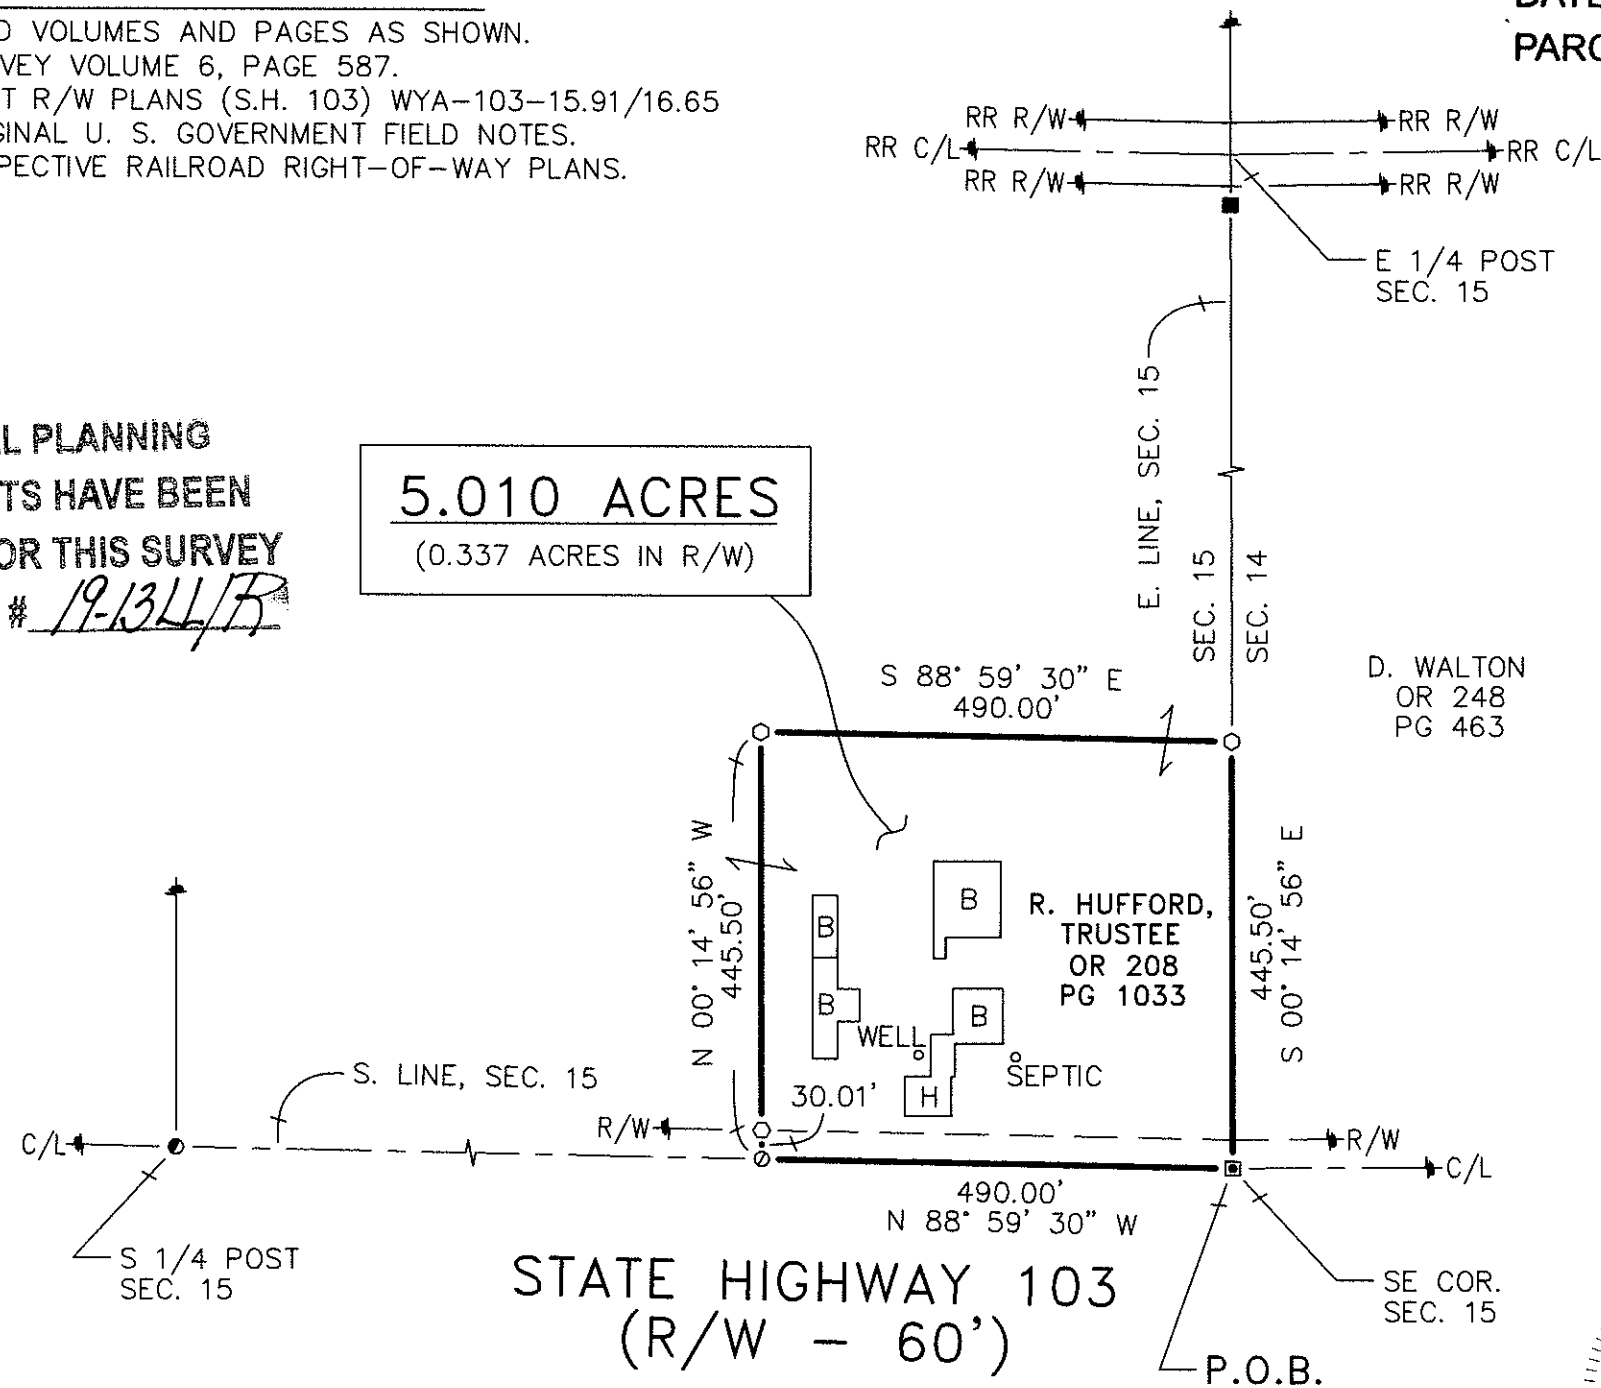 D VOLUMES AND PAGES AS SHOWN.
VEY VOLUME 6, PAGE 587.
T R/W PLANS (S.H. 103) WYA-103-15.91/16.65
GINAL U. S. GOVERNMENT FIELD NOTES.
PECTIVE RAILROAD RIGHT-OF-WAY PLANS.
PARC
RR R/W
RR R/W
RR C/L
RR C/L
RR R/W
RR R/W
E 1/4 POST
SEC. 15
E. LINE, SEC. 15
SEC. 15
SEC. 14
L PLANNING
TS HAVE BEEN
OR THIS SURVEY
# 19-13LL/TR
5.010 ACRES
(0.337 ACRES IN R/W)
D. WALTON
OR 248
PG 463
S 88° 59' 30" E
490.00'
N 00° 14' 56" W
445.50'
B
B
B
B
H
R. HUFFORD,
TRUSTEE
OR 208
PG 1033
445.50'
S 00° 14' 56" E
WELL
SEPTIC
30.01'
S. LINE, SEC. 15
C/L
R/W
R/W
C/L
490.00'
N 88° 59' 30" W
S 1/4 POST
SEC. 15
STATE HIGHWAY 103
(R/W - 60')
SE COR.
SEC. 15
P.O.B.